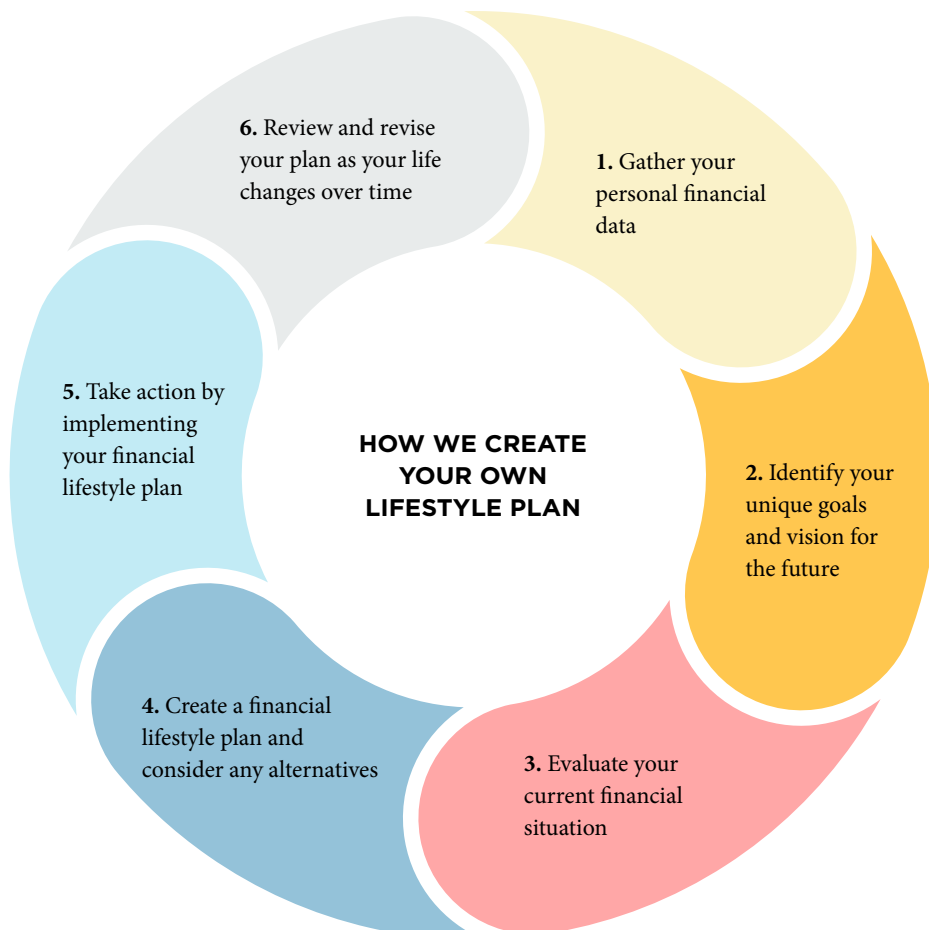 HOW WE CREATE
YOUR OWN
LIFESTYLE PLAN
1. Gather your
personal financial
data
2. Identify your
unique goals
and vision for
the future
3. Evaluate your
current financial
situation
4. Create a financial
lifestyle plan and
consider any alternatives
5. Take action by
implementing
your financial
lifestyle plan
6. Review and revise
your plan as your life
changes over time